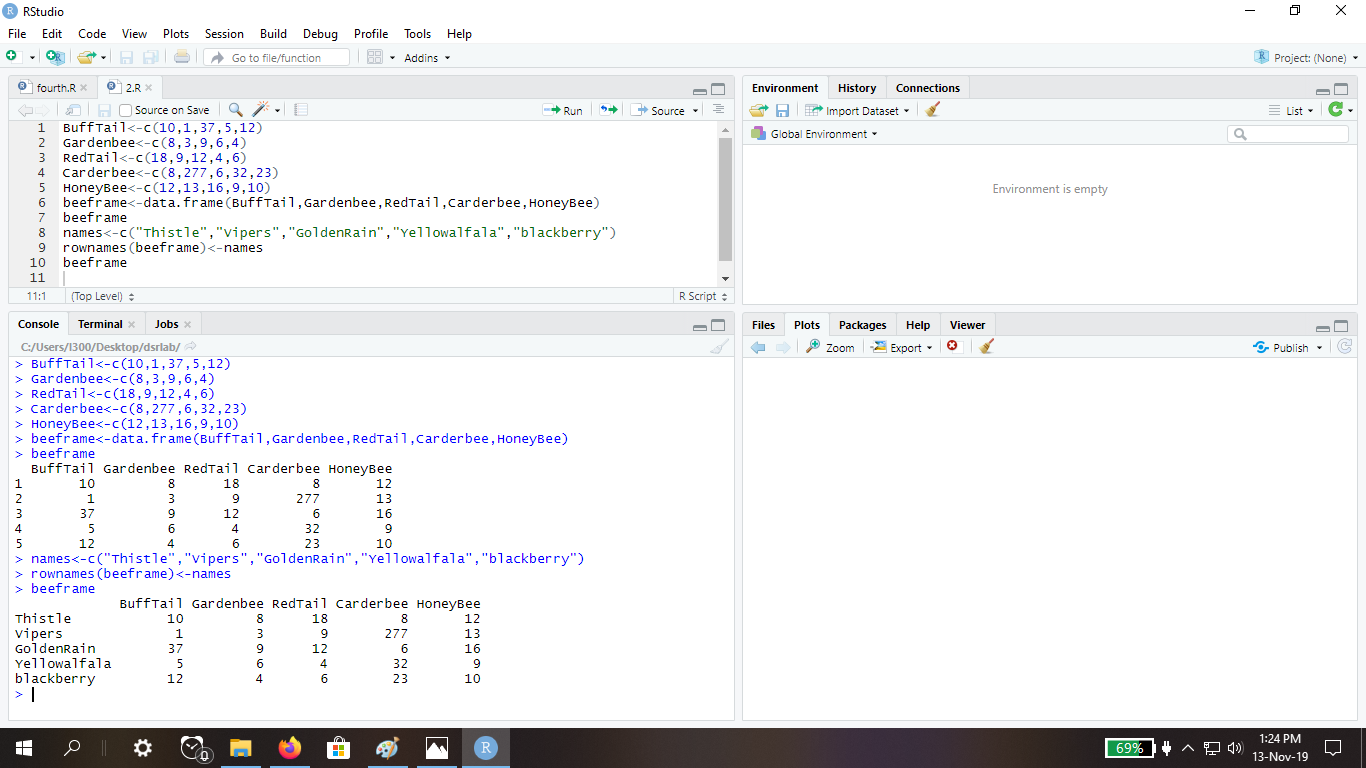 RStudio
File Edit Code View Plots Session Build Debug Profile Tools Help
Go to file/function Addins Project: (None)
fourth.R 2.R
Source on Save Run Source
1 BuffTail<-c(10,1,37,5,12)
2 Gardenbee<-c(8,3,9,6,4)
3 RedTail<-c(18,9,12,4,6)
4 Carderbee<-c(8,277,6,32,23)
5 HoneyBee<-c(12,13,16,9,10)
6 beeframe<-data.frame(BuffTail,Gardenbee,RedTail,Carderbee,HoneyBee)
7 beeframe
8 names<-c("Thistle","Vipers","GoldenRain","Yellowalfala","blackberry")
9 rownames(beeframe)<-names
10 beeframe
11
11:1 (Top Level) R Script
Console Terminal Jobs
C:/Users/I300/Desktop/dsrlab/
> BuffTail<-c(10,1,37,5,12)
> Gardenbee<-c(8,3,9,6,4)
> RedTail<-c(18,9,12,4,6)
> Carderbee<-c(8,277,6,32,23)
> HoneyBee<-c(12,13,16,9,10)
> beeframe<-data.frame(BuffTail,Gardenbee,RedTail,Carderbee,HoneyBee)
> beeframe
BuffTail Gardenbee RedTail Carderbee HoneyBee
1 10 8 18 8 12
2 1 3 9 277 13
3 37 9 12 6 16
4 5 6 4 32 9
5 12 4 6 23 10
> names<-c("Thistle","Vipers","GoldenRain","Yellowalfala","blackberry")
> rownames(beeframe)<-names
> beeframe
BuffTail Gardenbee RedTail Carderbee HoneyBee
Thistle 10 8 18 8 12
Vipers 1 3 9 277 13
GoldenRain 37 9 12 6 16
Yellowalfala 5 6 4 32 9
blackberry 12 4 6 23 10
>
Environment History Connections
Import Dataset List
Global Environment
Environment is empty
Files Plots Packages Help Viewer
Zoom Export Publish
69%
1:24 PM
13-Nov-19